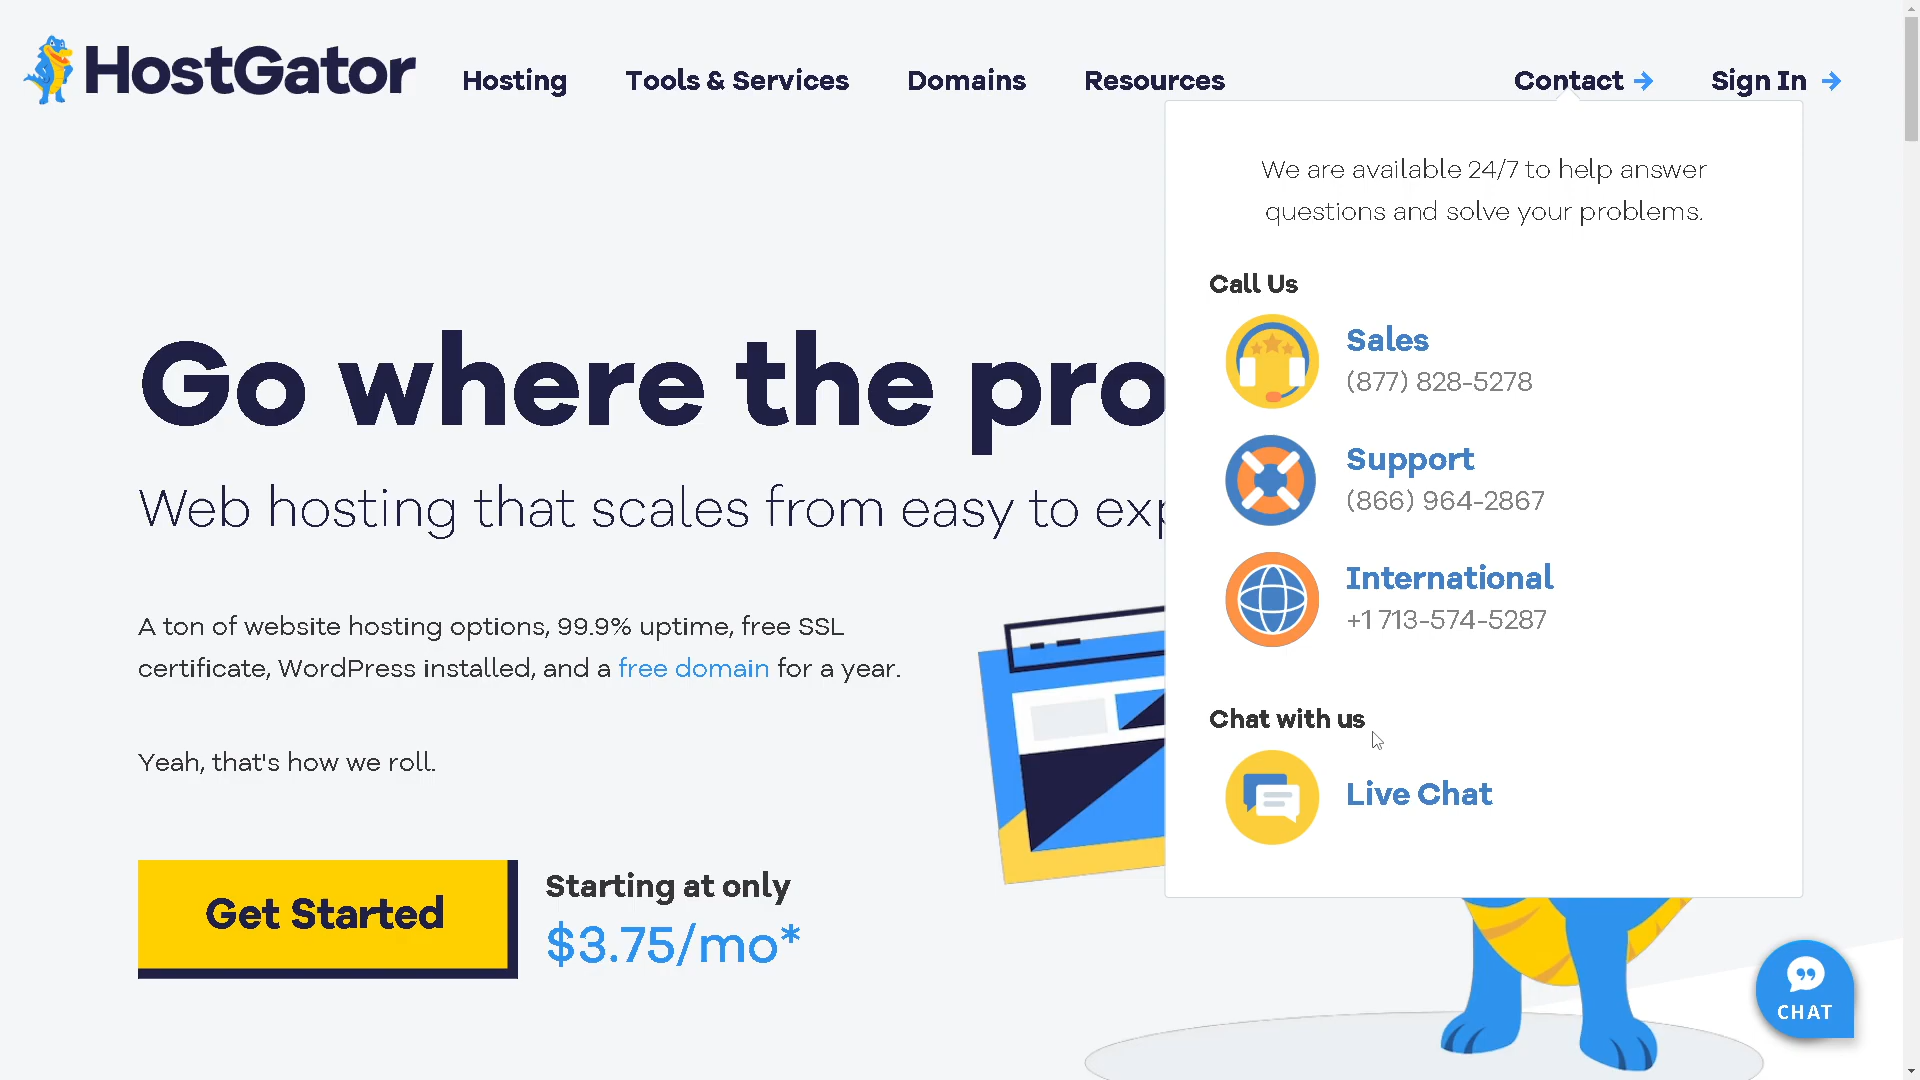 HostGator
Hosting
Tools & Services
Domains
Resources
Contact
Sign In
We are available 24/7 to help answer
questions and solve your problems.
Call Us
Sales
(877) 828-5278
Support
(866) 964-2867
International
+1 713-574-5287
Chat with us
Live Chat
Go where the pro
Web hosting that scales from easy to exp
A ton of website hosting options, 99.9% uptime, free SSL
certificate, WordPress installed, and a free domain for a year.
Yeah, that's how we roll.
Get Started
Starting at only
$3.75/mo*
CHAT